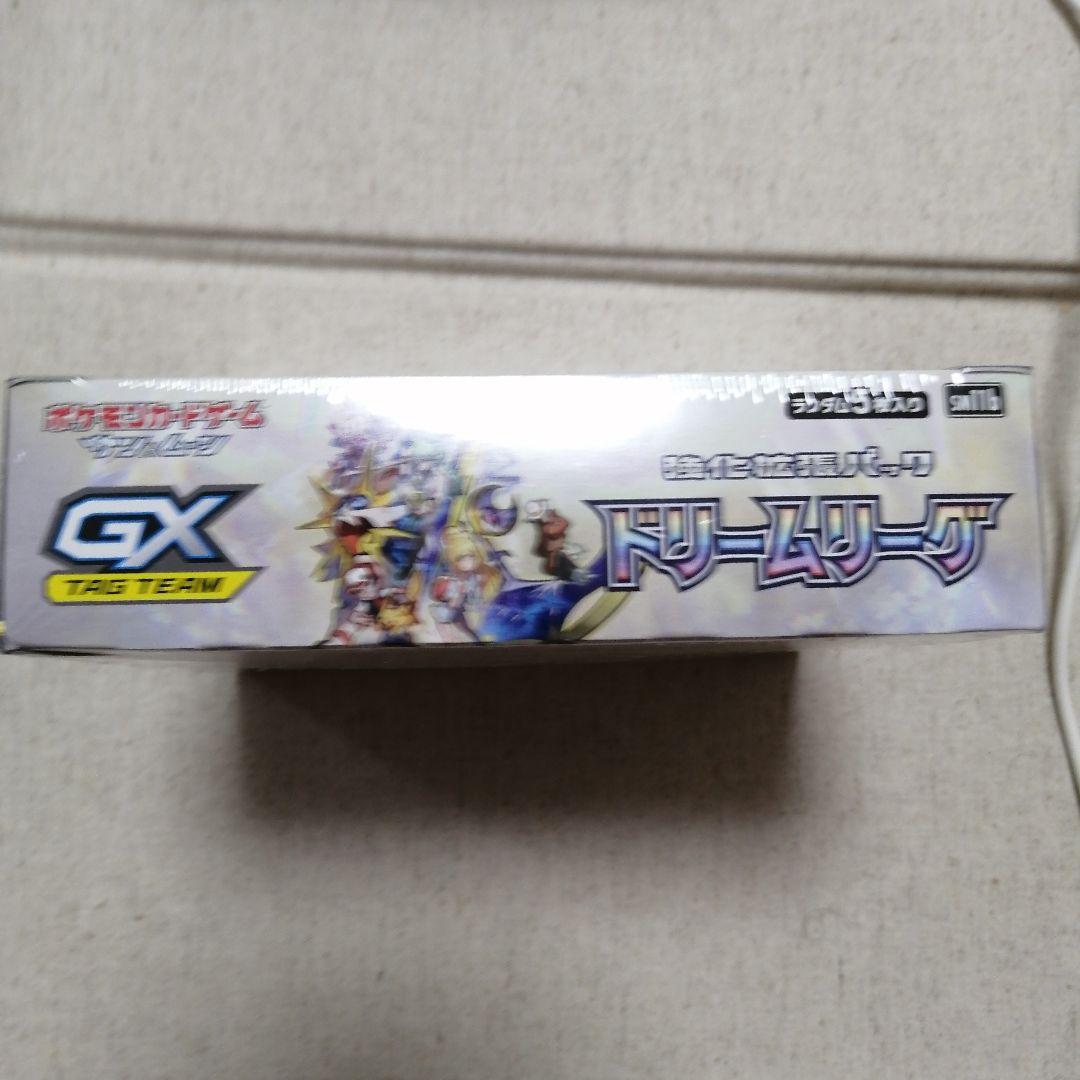 ポケモンカードゲーム
サン&ムーン
GX
TAG TEAM
ランダム5枚入り
SM11b
強化拡張パック
ドリームリーグ